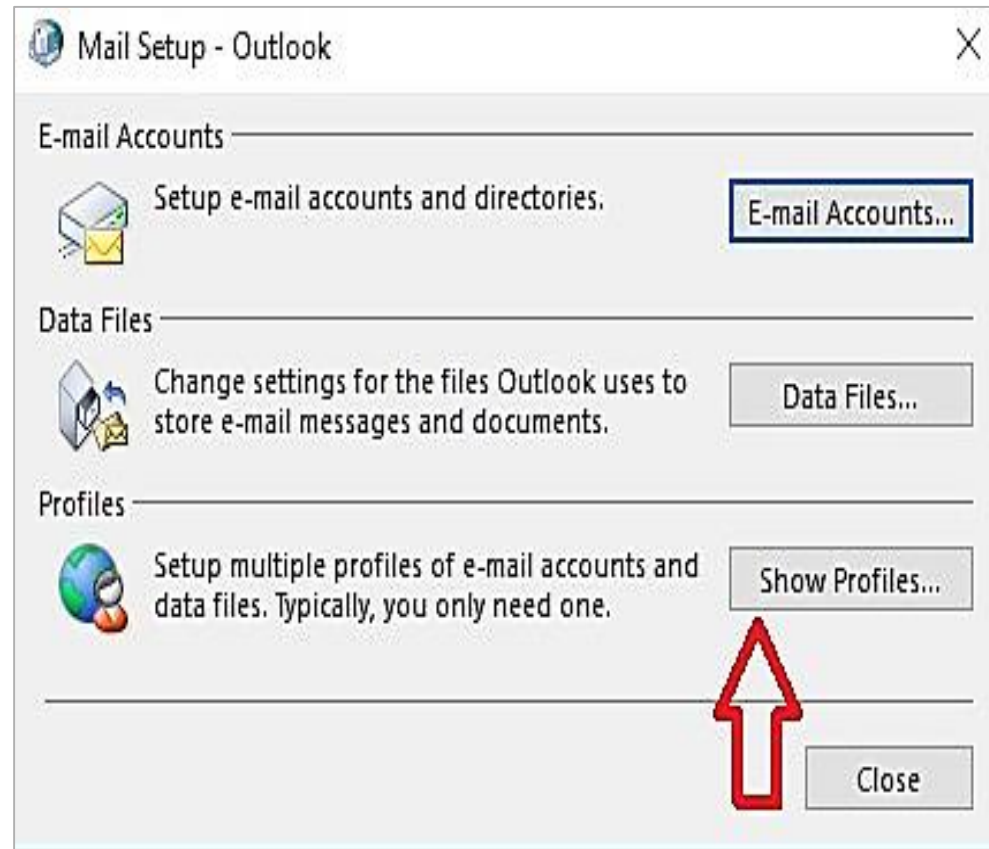 Mail Setup - Outlook
E-mail Accounts
Setup e-mail accounts and directories.
E-mail Accounts...
Data Files
Change settings for the files Outlook uses to
store e-mail messages and documents.
Data Files...
Profiles
Setup multiple profiles of e-mail accounts and
data files. Typically, you only need one.
Show Profiles...
Close